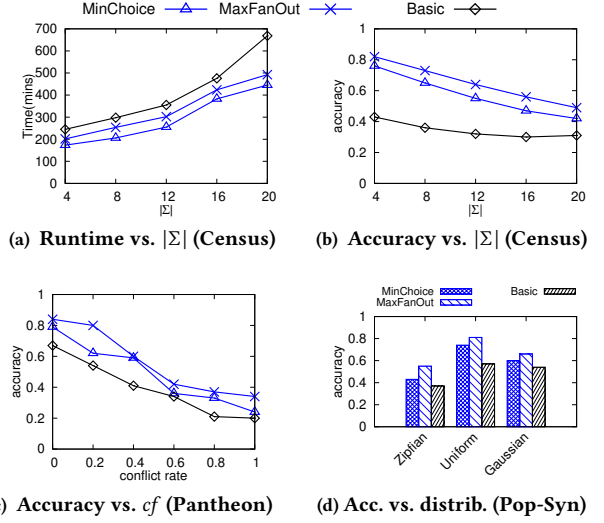 MinChoice MaxFanOut Basic
700
600
500
400
300
200
100
0
Time(mins)
4 8 12 16 20
|Σ|
(a) Runtime vs. |Σ| (Census)
1
0.8
0.6
0.4
0.2
0
accuracy
4 8 12 16 20
|Σ|
(b) Accuracy vs. |Σ| (Census)
1
0.8
0.6
0.4
0.2
0
accuracy
0 0.2 0.4 0.6 0.8 1
conflict rate
) Accuracy vs. cf (Pantheon)
MinChoice Basic
MaxFanOut
1
0.8
0.6
0.4
0.2
0
accuracy
Zipfian Uniform Gaussian
(d) Acc. vs. distrib. (Pop-Syn)